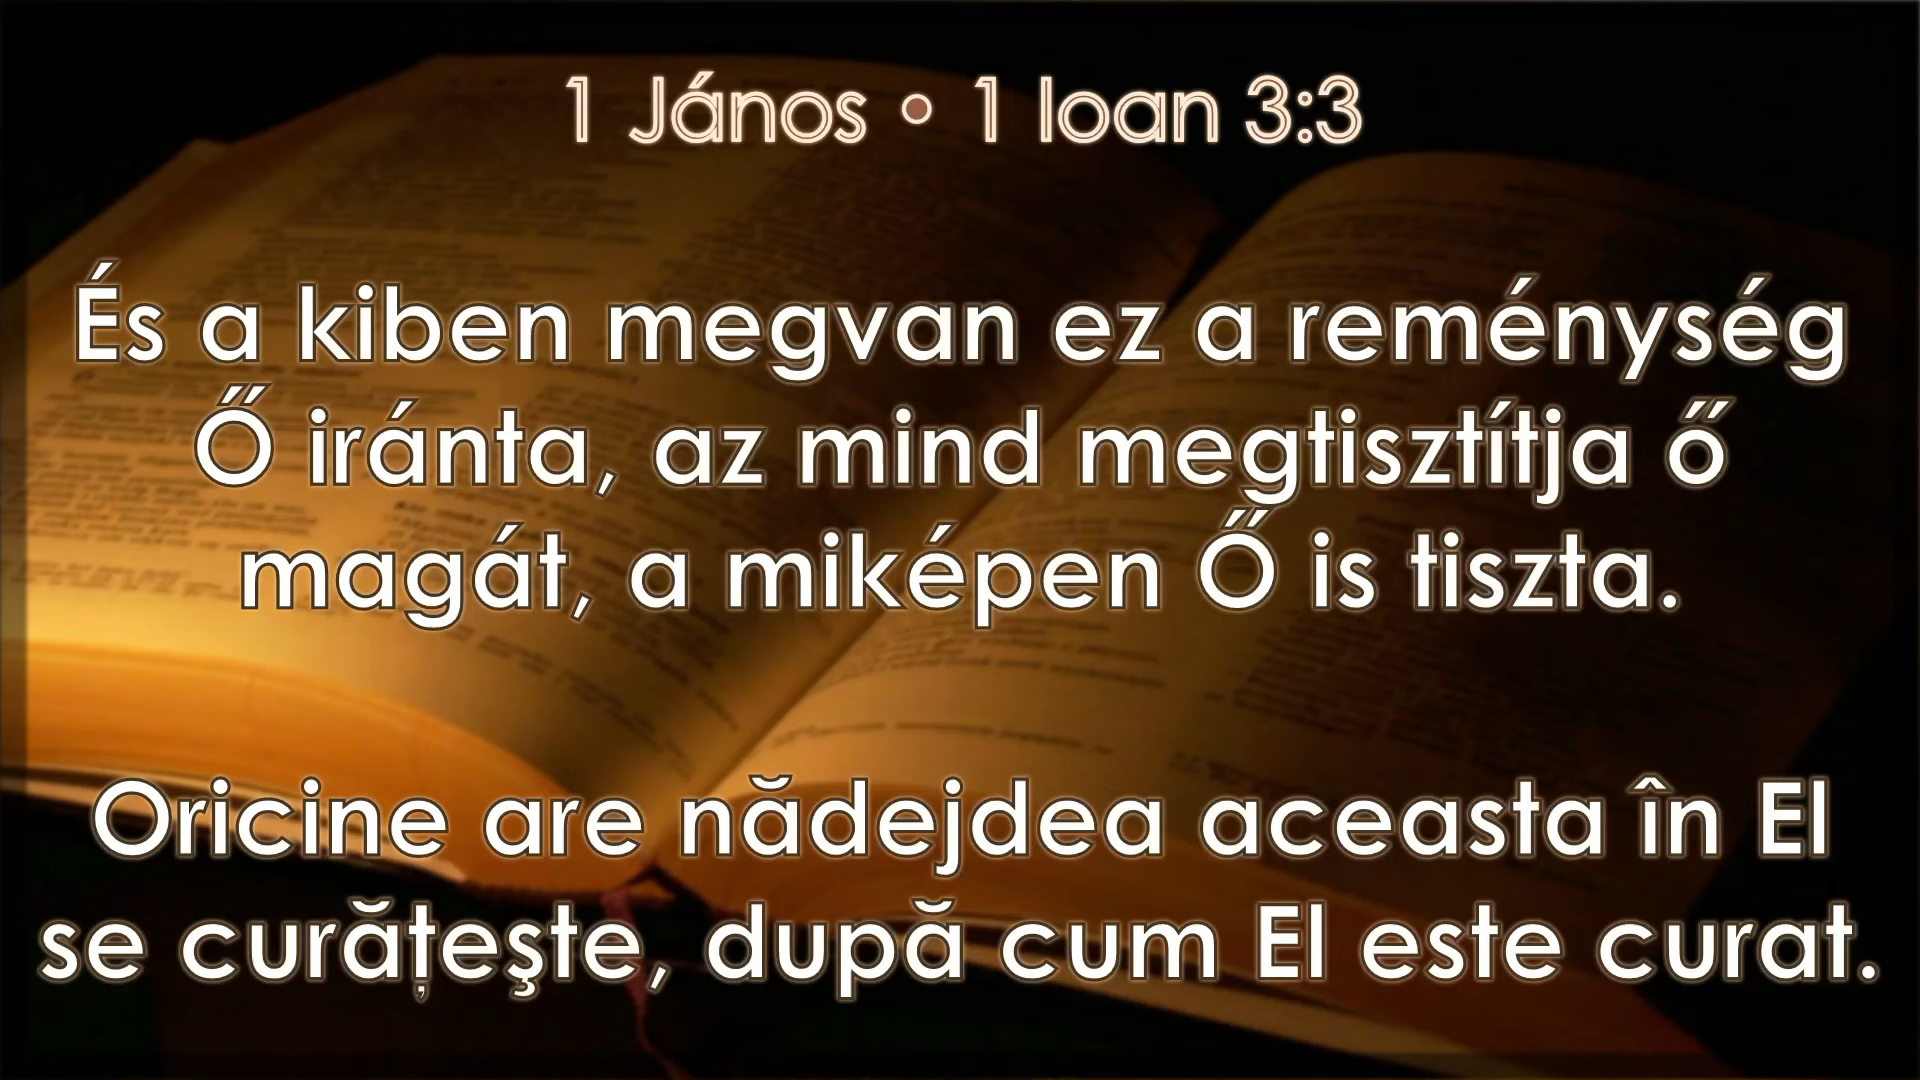 1 János • 1 Ioan 3:3
És a kiben megvan ez a reménység
Ő iránta, az mind megtisztítja ő
magát, a miképen Ő is tiszta.
Oricine are nădejdea aceasta în El
se curăţeşte, după cum El este curat.